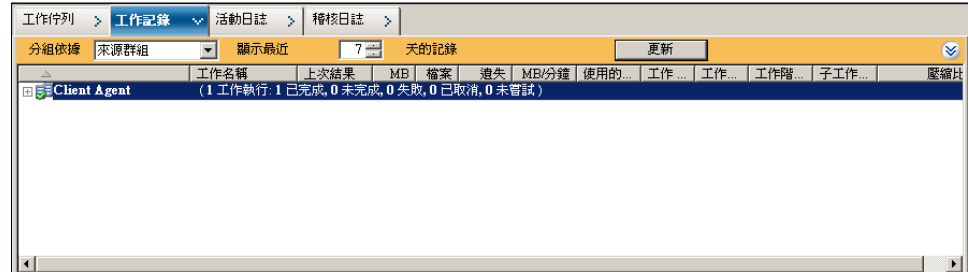 工作佇列 工作記錄 活動日誌 稽核日誌
分組依據 來源群組 顯示最近 7 天的記錄 更新
工作名稱 上次結果 MB 檔案 遺失 MB/分鐘 使用的... 工作 ... 工作... 工作階... 子工作... 壓縮比
Client Agent (1 工作執行: 1 已完成, 0 未完成, 0 失敗, 0 已取消, 0 未嘗試)